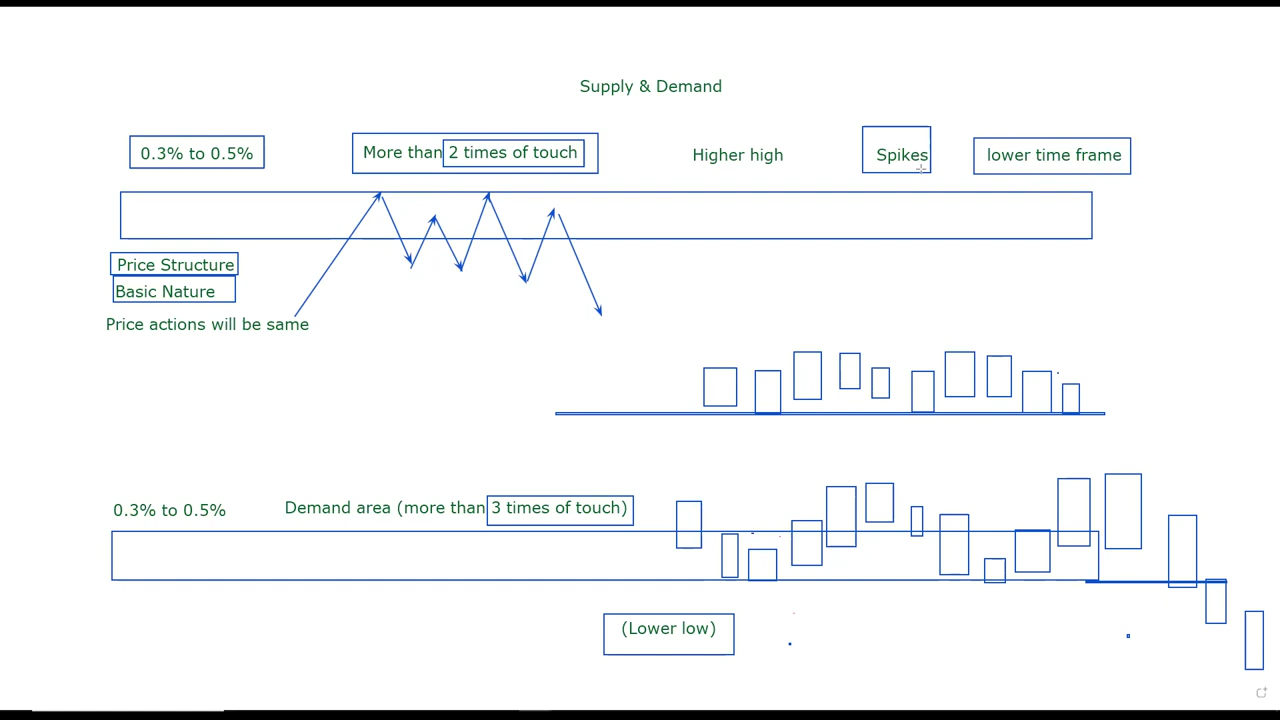 Supply & Demand
0.3% to 0.5%
More than 2 times of touch
Higher high
Spikes
lower time frame
Price Structure
Basic Nature
Price actions will be same
0.3% to 0.5%
Demand area (more than 3 times of touch)
(Lower low)